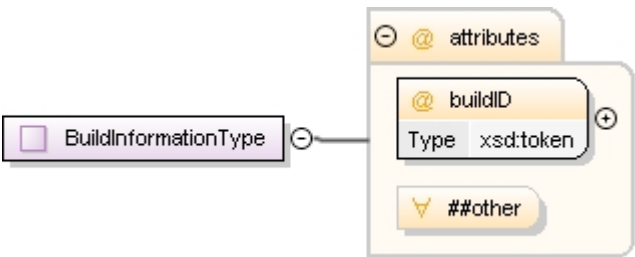 @ attributes
@ buildID
BuildInformationType
Type xsd:token
∀ ##other